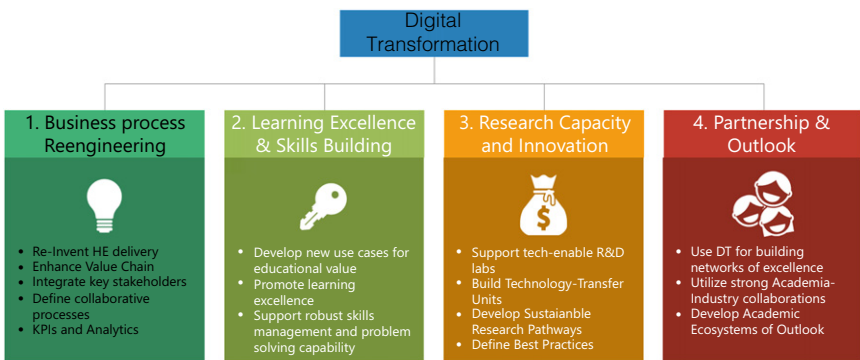 Digital
Transformation
1. Business process
Reengineering
2. Learning Excellence
& Skills Building
3. Research Capacity
and Innovation
4. Partnership &
Outlook
$
• Re-Invent HE delivery
• Enhance Value Chain
• Integrate key stakeholders
• Define collaborative
processes
• KPIs and Analytics
• Develop new use cases for
educational value
• Promote learning
excellence
• Support robust skills
management and problem
solving capability
• Support tech-enable R&D
labs
• Build Technology-Transfer
Units
• Develop Sustaianble
Research Pathways
• Define Best Practices
• Use DT for building
networks of excellence
• Utilize strong Academia-
Industry collaborations
• Develop Academic
Ecosystems of Outlook